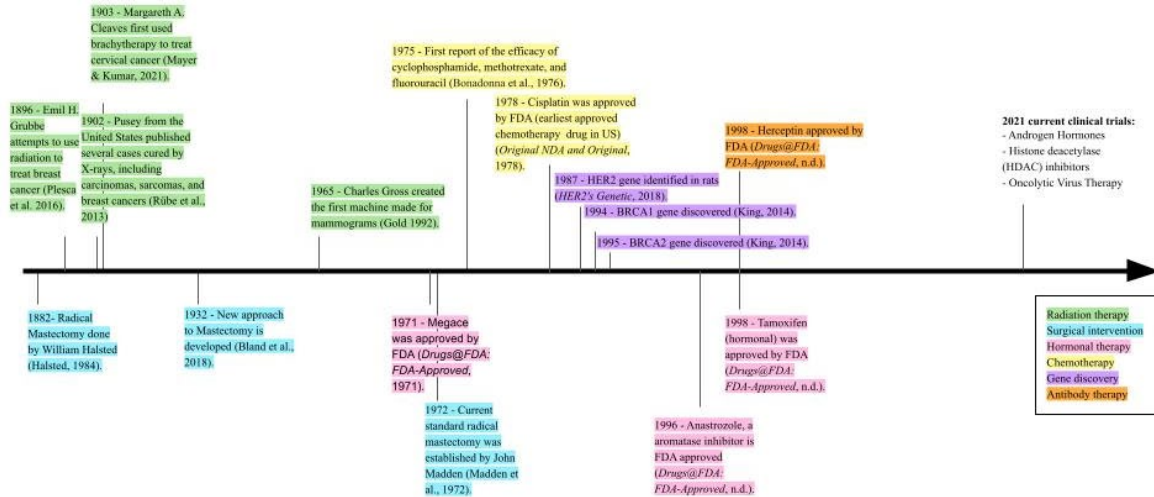 1903 - Margareth A.
Cleaves first used
brachytherapy to treat
cervical cancer (Mayer
& Kumar, 2021).
1896 - Emil H.
Grubbe
attempts to use
radiation to
treat breast
cancer (Plesca
et al. 2016).
1902 - Pusey from the
United States published
several cases cured by
X-rays, including
carcinomas, sarcomas, and
breast cancers (Rübe et al.,
2013)
1965 - Charles Gross created
the first machine made for
mammograms (Gold 1992).
1975 - First report of the efficacy of
cyclophosphamide, methotrexate, and
fluorouracil (Bonadonna et al., 1976).
1978 - Cisplatin was approved
by FDA (earliest approved
chemotherapy drug in US)
(Original NDA and Original,
1978).
1987 - HER2 gene identified in rats
(HER2's Genetic, 2018).
1994 - BRCA1 gene discovered (King, 2014).
1995 - BRCA2 gene discovered (King, 2014).
1998 - Herceptin approved by
FDA (Drugs@FDA:
FDA-Approved, n.d.).
2021 current clinical trials:
- Androgen Hormones
- Histone deacetylase
(HDAC) inhibitors
- Oncolytic Virus Therapy
1882- Radical
Mastectomy done
by William Halsted
(Halsted, 1984).
1932 - New approach
to Mastectomy is
developed (Bland et al.,
2018).
1971 - Megace
was approved by
FDA (Drugs@FDA:
FDA-Approved,
1971).
1972 - Current
standard radical
mastectomy was
established by John
Madden (Madden et
al., 1972).
1996 - Anastrozole, a
aromatase inhibitor is
FDA approved
(Drugs@FDA:
FDA-Approved, n.d.).
1998 - Tamoxifen
(hormonal) was
approved by FDA
(Drugs@FDA:
FDA-Approved, n.d.).
Radiation therapy
Surgical intervention
Hormonal therapy
Chemotherapy
Gene discovery
Antibody therapy